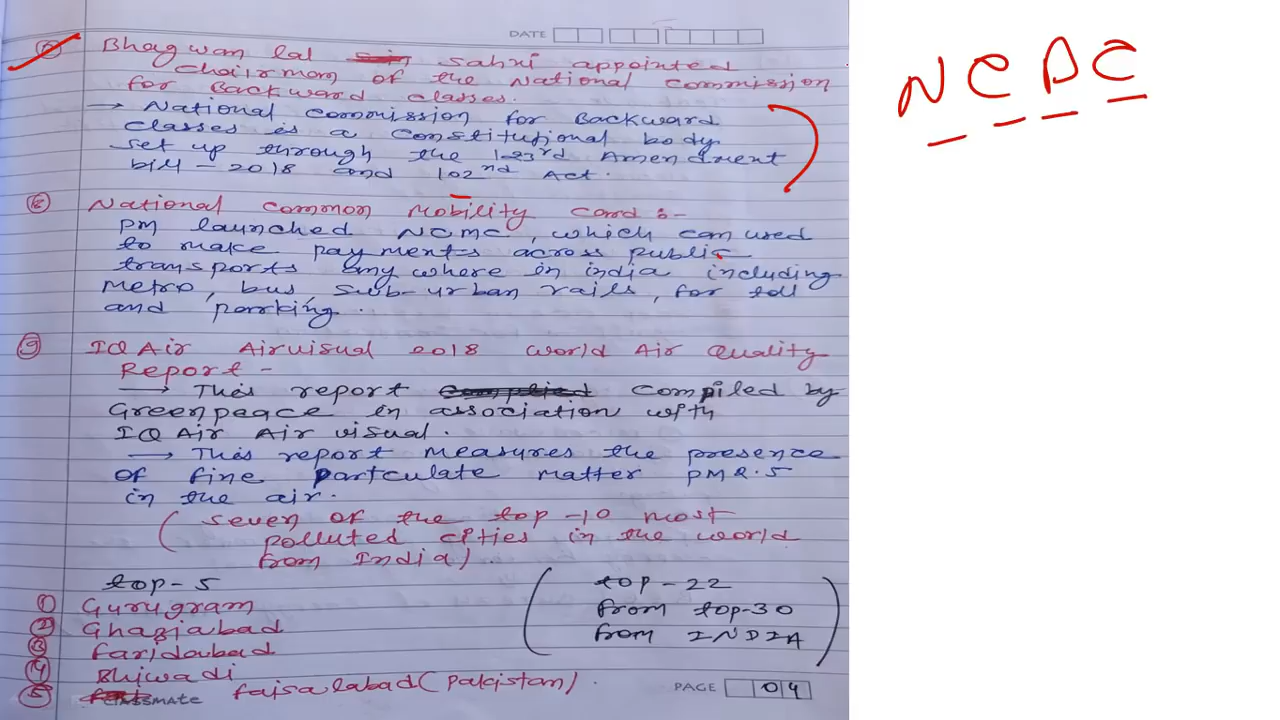 DATE
Bhagwan lal sahni appointed
chairman of the National commission
for Backward classes.
→ National commission for Backward
classes is a constitutional body
set up through the 123rd Amendment
bill - 2018 and 102nd Act.
National common Mobility card :-
PM launched NCMC, which can used
to make payments across public
transports any where in india including
Metro, bus sub-urban rails, for toll
and parking.
9 IQ Air Airvisual 2018 world Air Quality
Report -
→ This report compiled by
Greenpeace in association with
IQ Air Air visual.
→ This report measures the presence
of fine particulate matter PM2.5
in the air.
(seven of the top-10 most
polluted cities in the world
from India)
top-5
1 Gurugram
2 Ghaziabad
3 faridabad
4 Bhiwadi
5 faisalabad (Pakistan).
(top-22
from top-30
from INDIA)
CLASSMATE
PAGE 04
NCBC